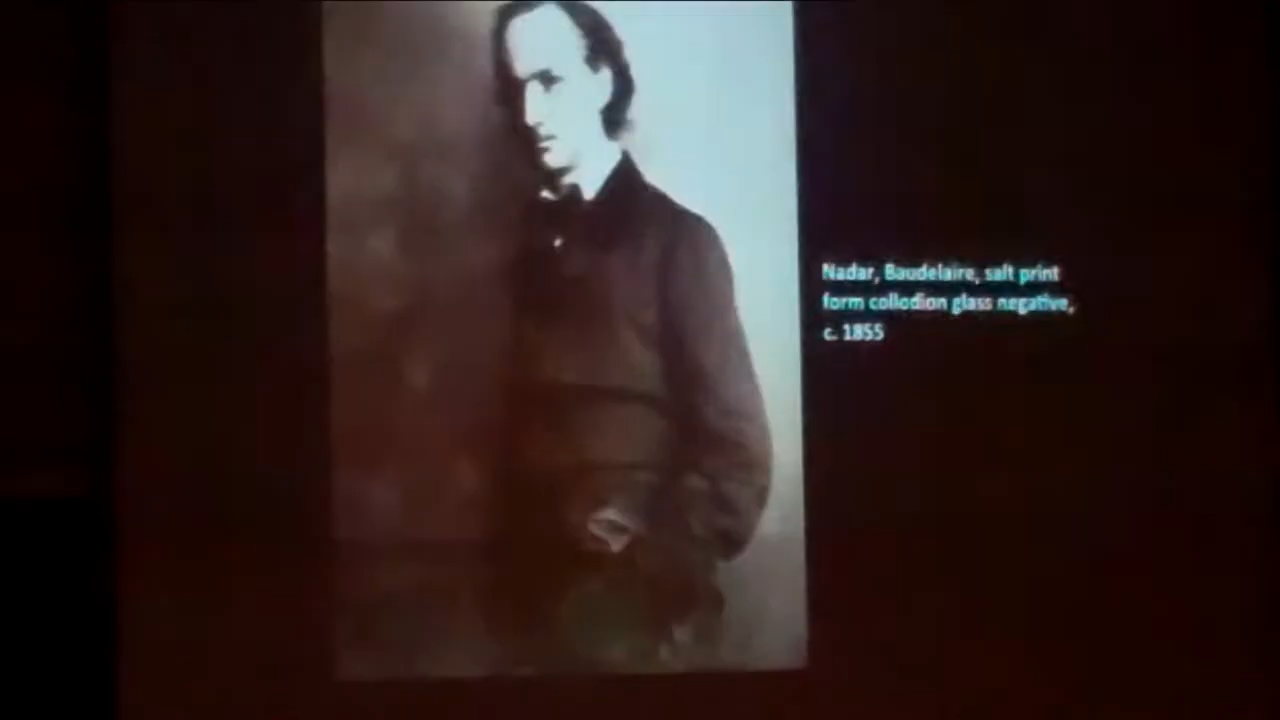 Nadar, Baudelaire, salt print
form collodion glass negative,
c. 1855